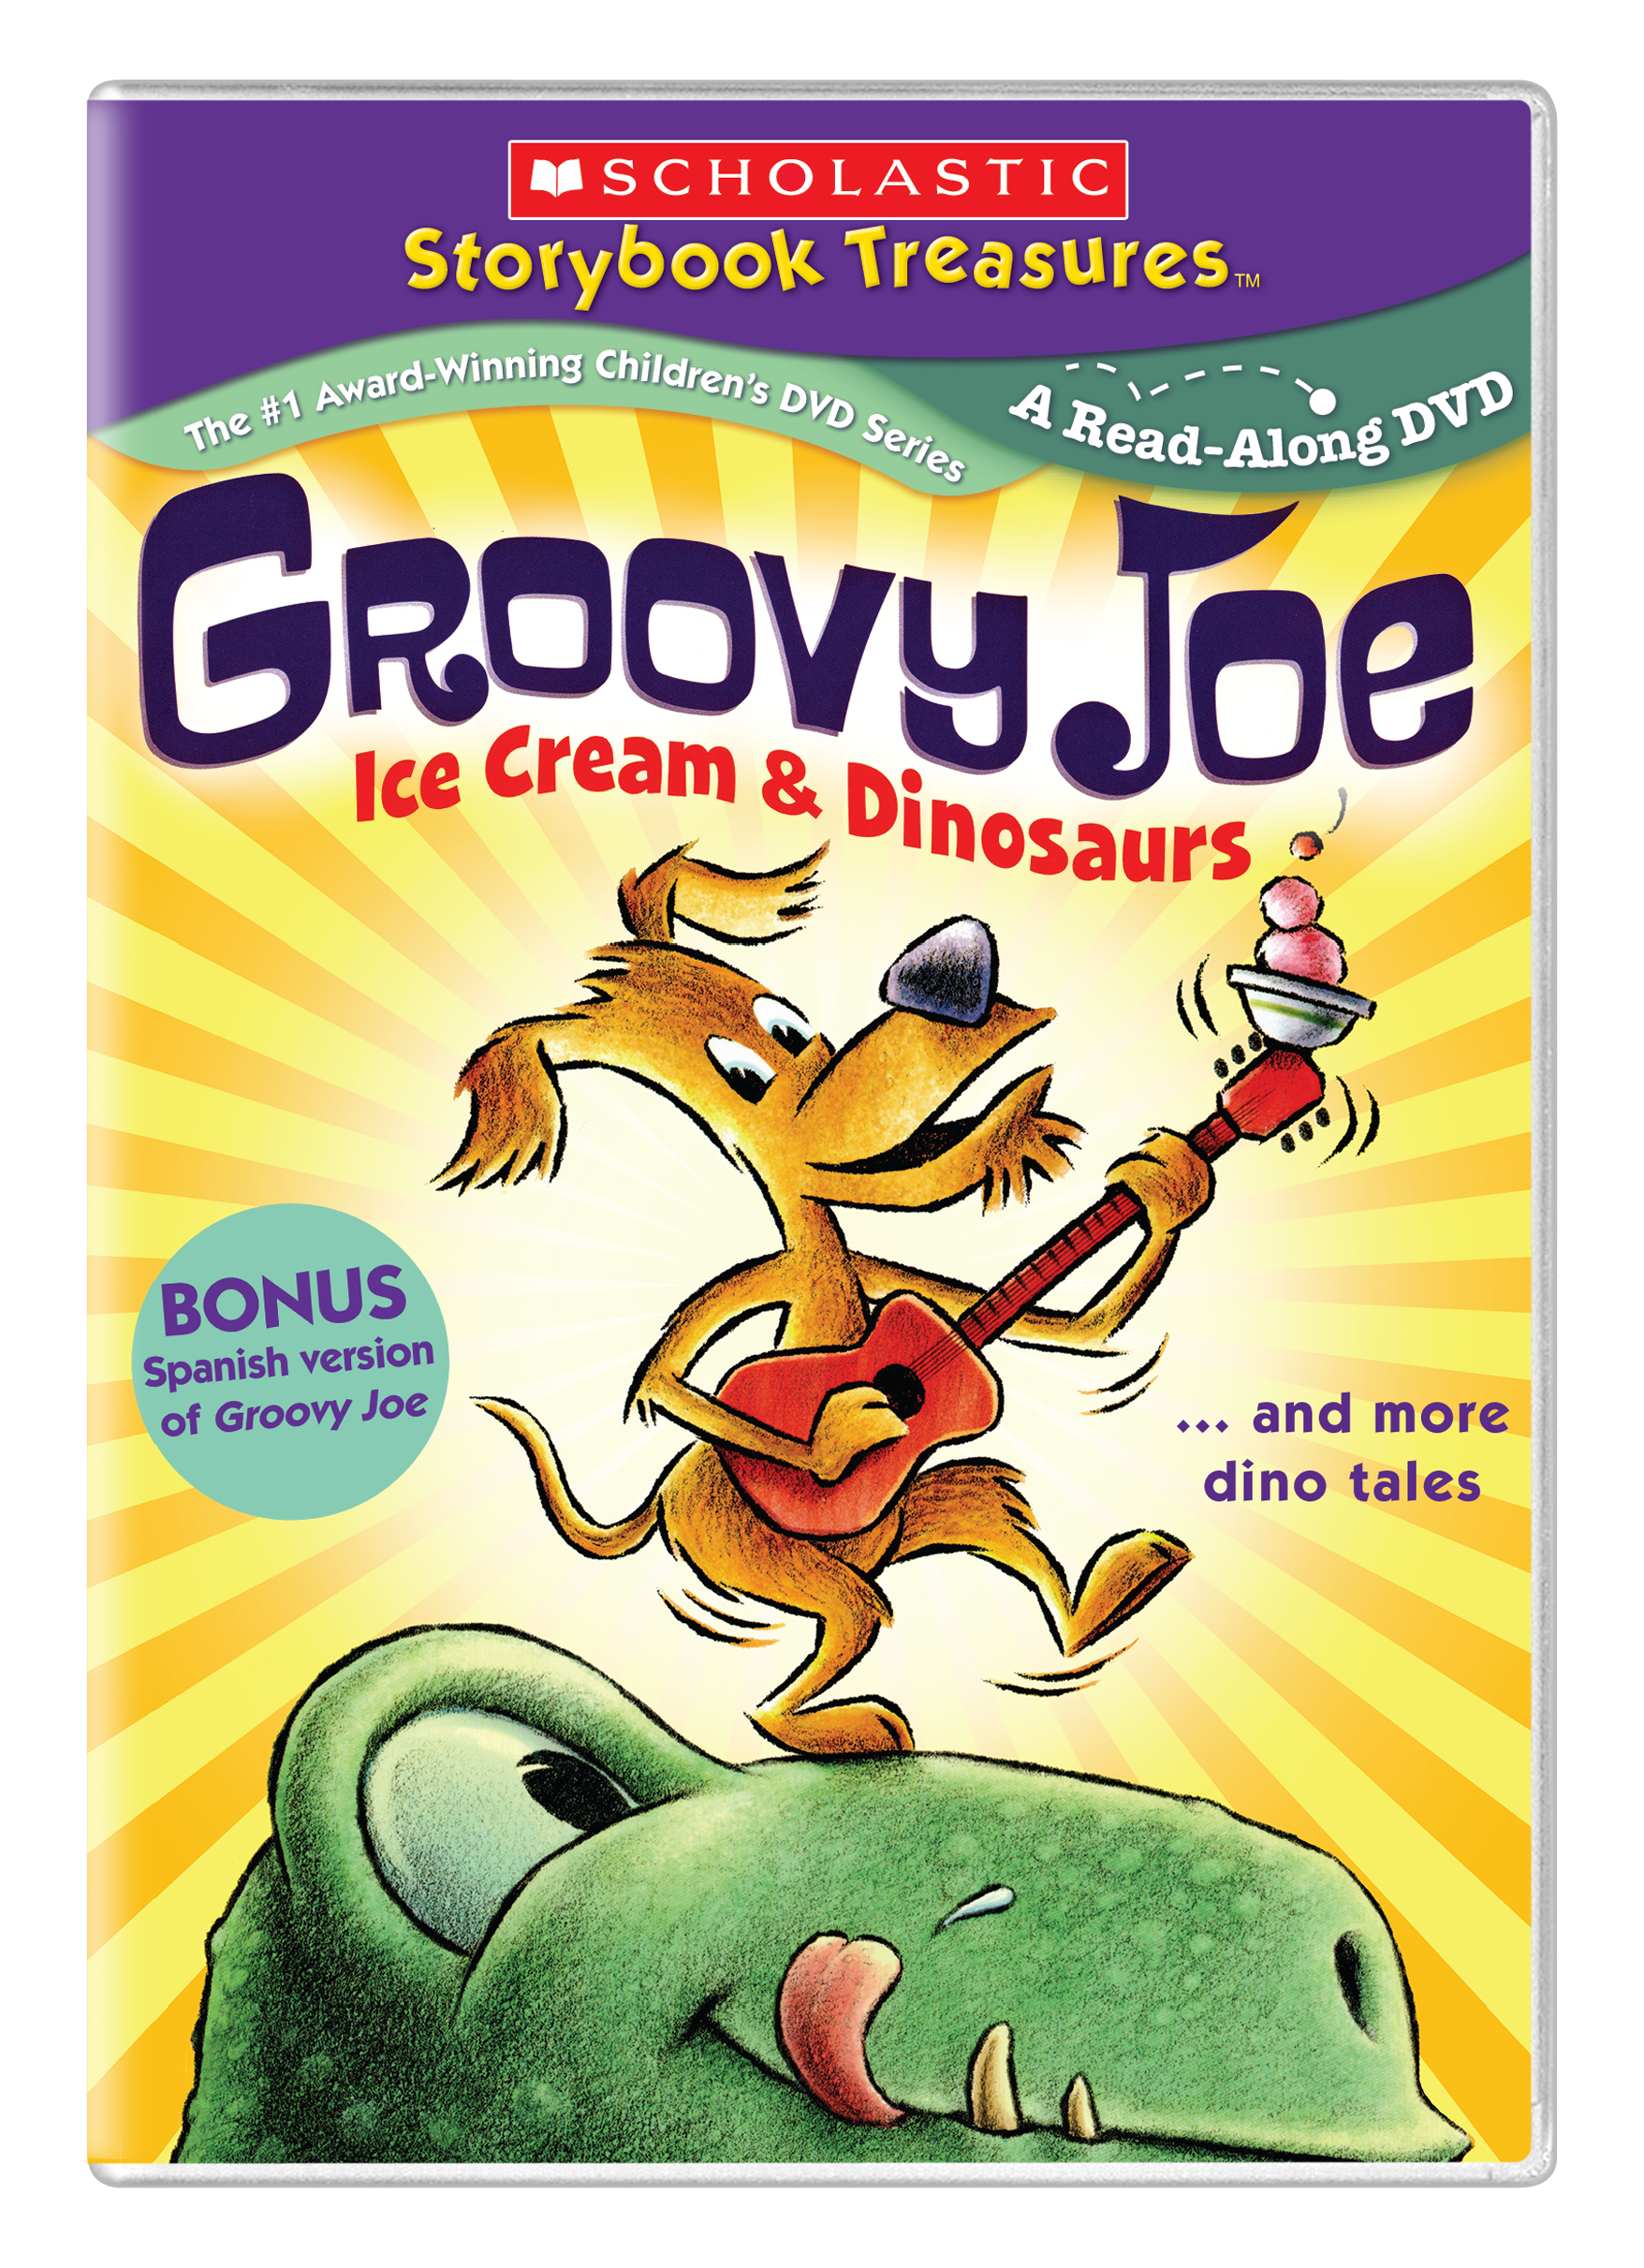 SCHOLASTIC
Storybook Treasures™
The #1 Award-Winning Children's DVD Series
A Read-Along DVD
GROOVY JOE
Ice Cream & Dinosaurs
BONUS
Spanish version
of Groovy Joe
... and more
dino tales